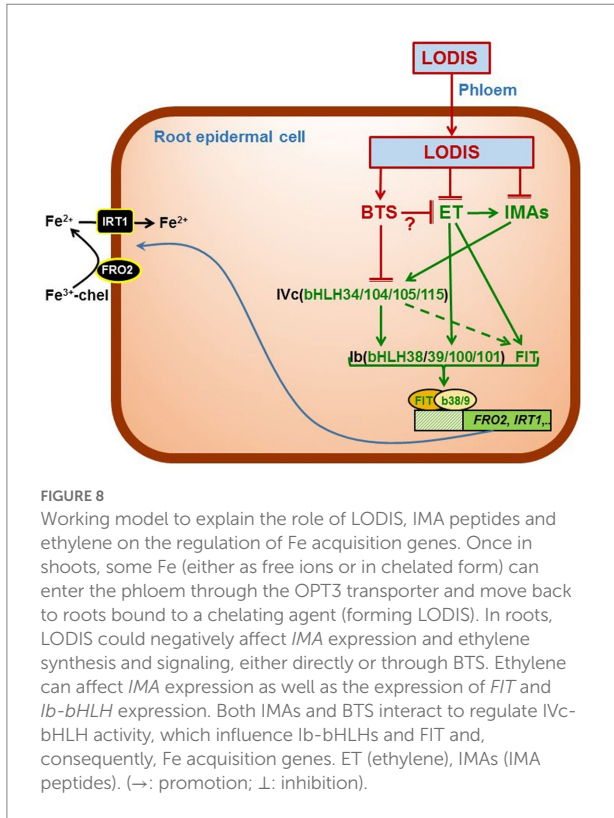 LODIS
Phloem
Root epidermal cell
LODIS
BTS
?
ET
IMAs
Fe2+
IRT1
Fe2+
FRO2
Fe3+-chel
IVc(bHLH34/104/105/115)
Ib(bHLH38/39/100/101) FIT
FIT b38/9
FRO2, IRT1,..
FIGURE 8
Working model to explain the role of LODIS, IMA peptides and
ethylene on the regulation of Fe acquisition genes. Once in
shoots, some Fe (either as free ions or in chelated form) can
enter the phloem through the OPT3 transporter and move back
to roots bound to a chelating agent (forming LODIS). In roots,
LODIS could negatively affect IMA expression and ethylene
synthesis and signaling, either directly or through BTS. Ethylene
can affect IMA expression as well as the expression of FIT and
Ib-bHLH expression. Both IMAs and BTS interact to regulate IVc-
bHLH activity, which influence Ib-bHLHs and FIT and,
consequently, Fe acquisition genes. ET (ethylene), IMAs (IMA
peptides). (→: promotion; ⊥: inhibition).